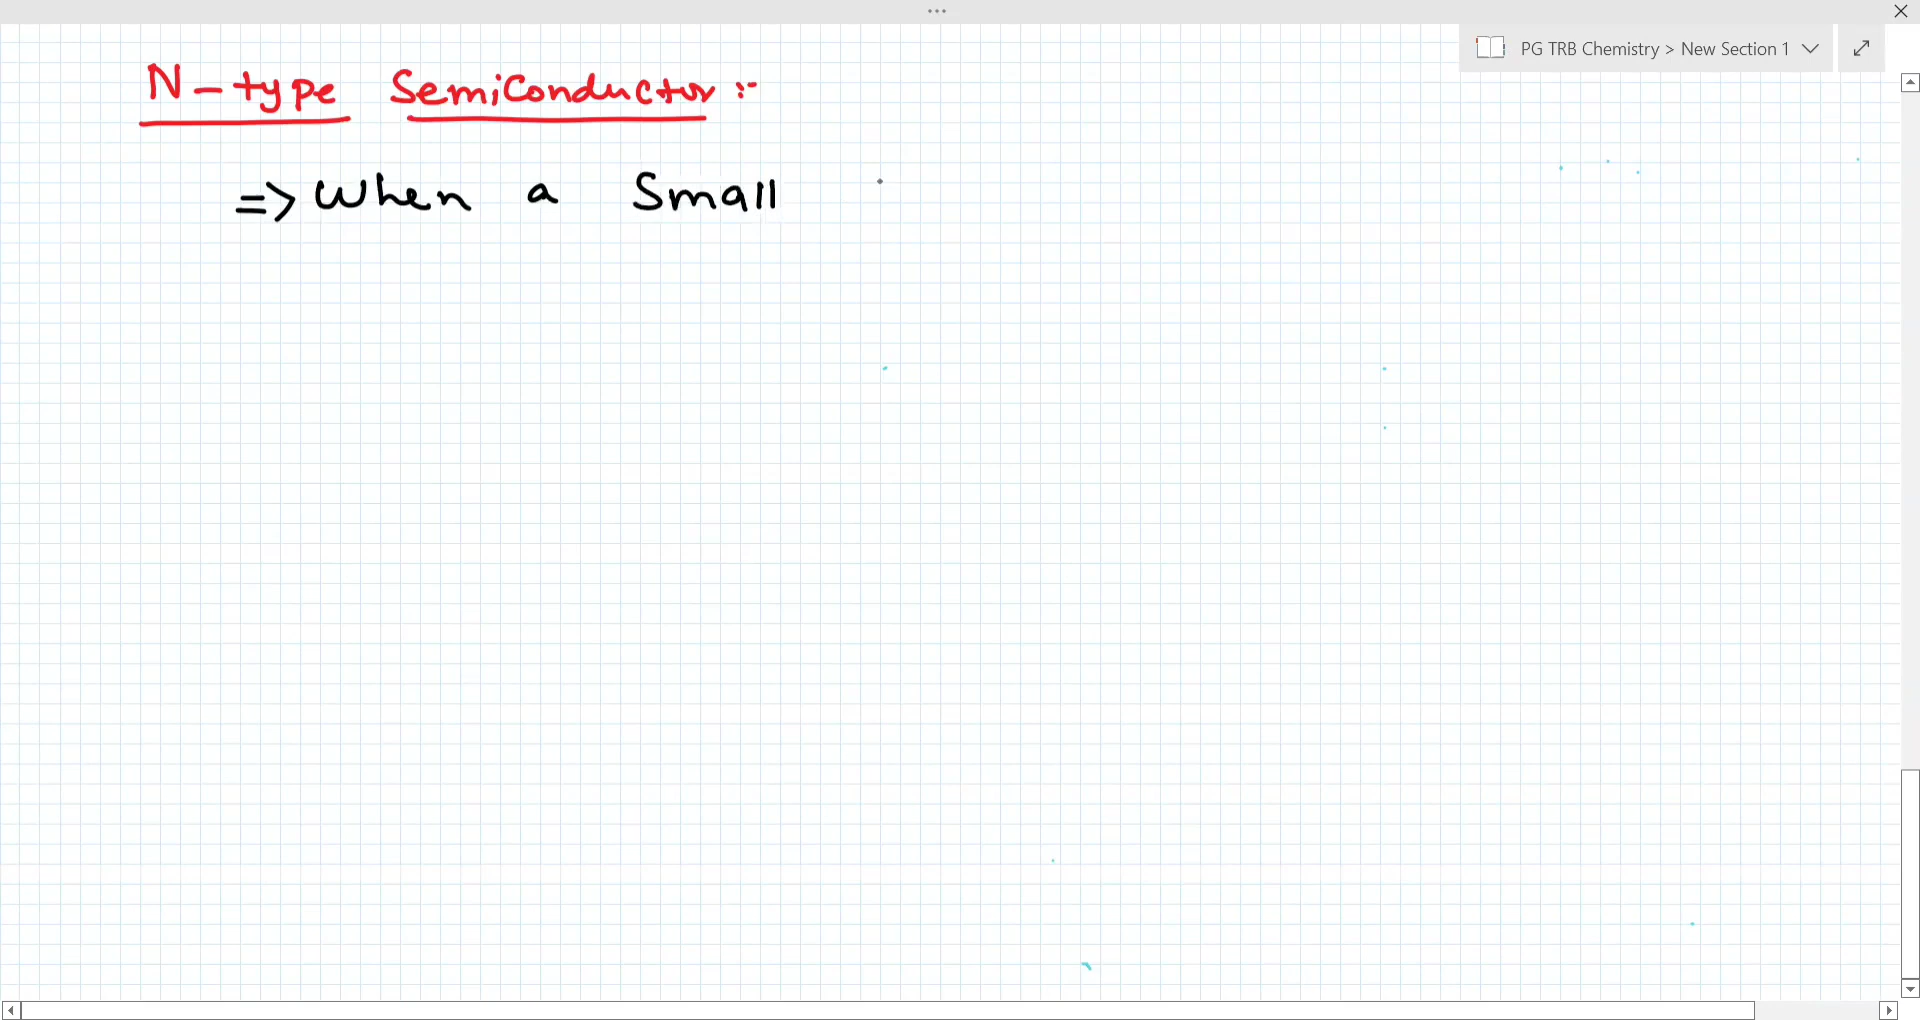 PG TRB Chemistry > New Section 1
N-type Semiconductor :-
=> When a Small